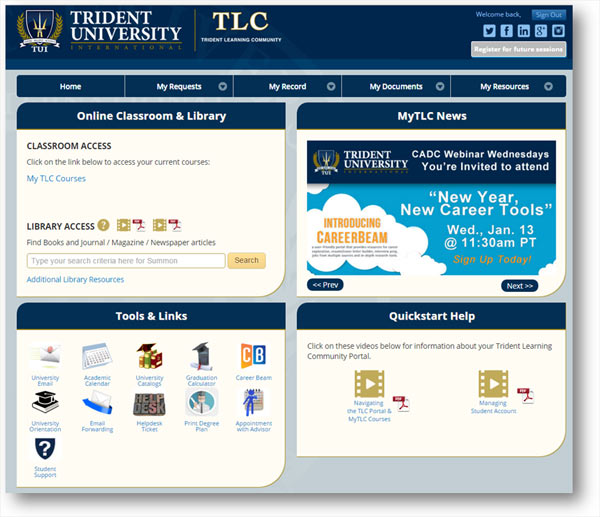 TRIDENT
UNIVERSITY
INTERNATIONAL
TUI
TLC
TRIDENT LEARNING COMMUNITY
Welcome back,
Sign Out
Register for future sessions
Home
My Requests
My Record
My Documents
My Resources
Online Classroom & Library
CLASSROOM ACCESS
Click on the link below to access your current courses:
My TLC Courses
LIBRARY ACCESS ?
PDF
PDF
Find Books and Journal / Magazine / Newspaper articles
Type your search criteria here for Summon
Search
Additional Library Resources
MyTLC News
TRIDENT
UNIVERSITY
INTERNATIONAL
TUI
CADC Webinar Wednesdays
You're Invited to attend
INTRODUCING
CAREERBEAM
"New Year,
New Career Tools"
Wed., Jan. 13
@ 11:30am PT
Sign Up Today!
<< Prev
Next >>
Tools & Links
University
Email
Academic
Calendar
University
Catalogs
Graduation
Calculator
CB
Career Beam
University
Orientation
Email
Forwarding
HELP
DESK
Helpdesk
Ticket
Print Degree
Plan
Appointment
with Advisor
?
Student
Support
Quickstart Help
Click on these videos below for information about your Trident Learning
Community Portal.
PDF
Navigating
the TLC Portal &
MyTLC Courses
PDF
Managing
Student Account